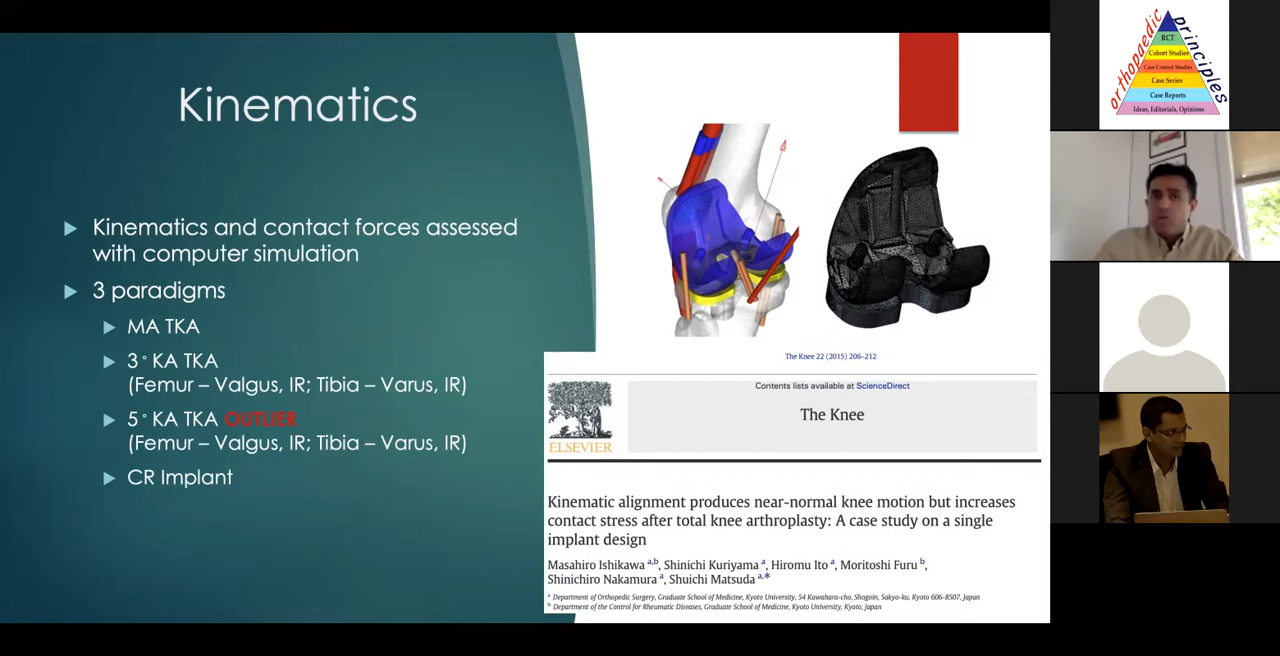 Kinematics
Kinematics and contact forces assessed
with computer simulation
3 paradigms
MA TKA
3° KA TKA
(Femur – Valgus, IR; Tibia – Varus, IR)
5° KA TKA OUTLIER
(Femur – Valgus, IR; Tibia – Varus, IR)
CR Implant
The Knee 22 (2015) 206–212
Contents lists available at ScienceDirect
The Knee
ELSEVIER
Kinematic alignment produces near-normal knee motion but increases
contact stress after total knee arthroplasty: A case study on a single
implant design
Masahiro Ishikawa a,b, Shinichi Kuriyama a, Hiromu Ito a, Moritoshi Furu b,
Shinichiro Nakamura a, Shuichi Matsuda a,*
a Department of Orthopedic Surgery, Graduate School of Medicine, Kyoto University, 54 Kawahara-cho, Shogoin, Sakyo-ku, Kyoto 606-8507, Japan
b Department of the Control for Rheumatic Diseases, Graduate School of Medicine, Kyoto University, Kyoto, Japan
orthopaedic
principles
RCT
Cohort Studies
Case Control Studies
Case Series
Case Reports
Ideas, Editorials, Opinions